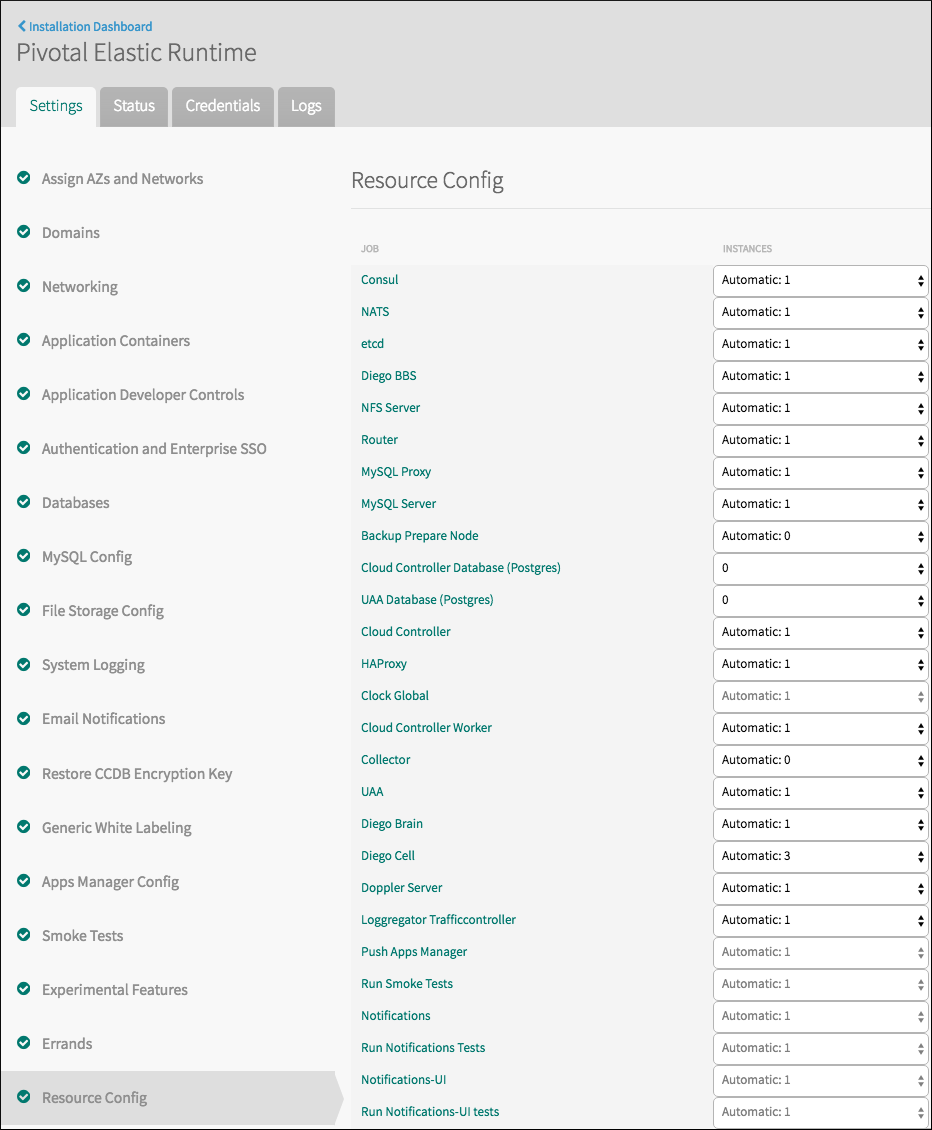 Installation Dashboard
Pivotal Elastic Runtime
Settings
Status
Credentials
Logs
Assign AZs and Networks
Domains
Networking
Application Containers
Application Developer Controls
Authentication and Enterprise SSO
Databases
MySQL Config
File Storage Config
System Logging
Email Notifications
Restore CCDB Encryption Key
Generic White Labeling
Apps Manager Config
Smoke Tests
Experimental Features
Errands
Resource Config
Resource Config
JOB INSTANCES
Consul Automatic: 1
NATS Automatic: 1
etcd Automatic: 1
Diego BBS Automatic: 1
NFS Server Automatic: 1
Router Automatic: 1
MySQL Proxy Automatic: 1
MySQL Server Automatic: 1
Backup Prepare Node Automatic: 0
Cloud Controller Database (Postgres) 0
UAA Database (Postgres) 0
Cloud Controller Automatic: 1
HAProxy Automatic: 1
Clock Global Automatic: 1
Cloud Controller Worker Automatic: 1
Collector Automatic: 0
UAA Automatic: 1
Diego Brain Automatic: 1
Diego Cell Automatic: 3
Doppler Server Automatic: 1
Loggregator Trafficcontroller Automatic: 1
Push Apps Manager Automatic: 1
Run Smoke Tests Automatic: 1
Notifications Automatic: 1
Run Notifications Tests Automatic: 1
Notifications-UI Automatic: 1
Run Notifications-UI tests Automatic: 1